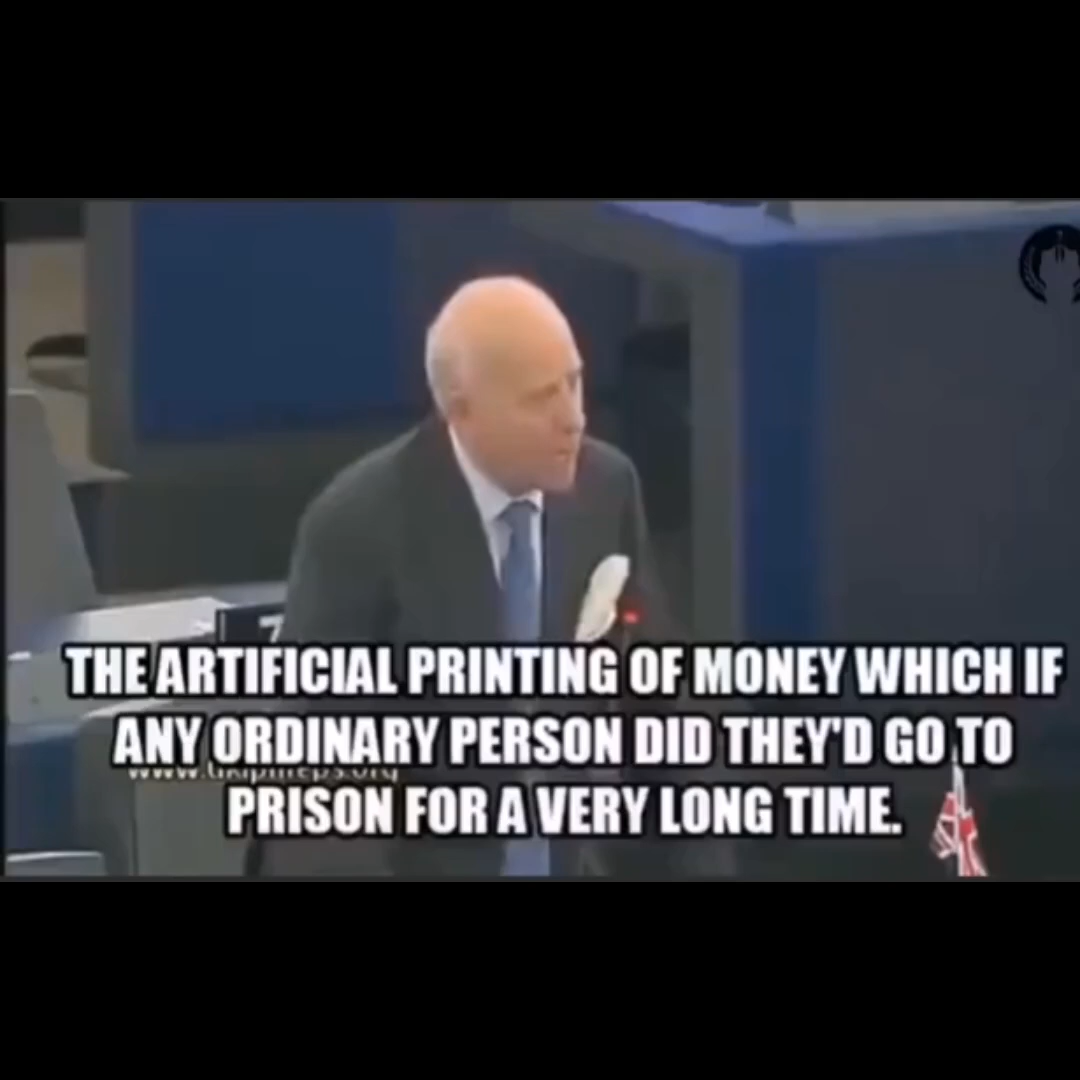 THE ARTIFICIAL PRINTING OF MONEY WHICH IF
ANY ORDINARY PERSON DID THEY'D GO TO
PRISON FOR A VERY LONG TIME.